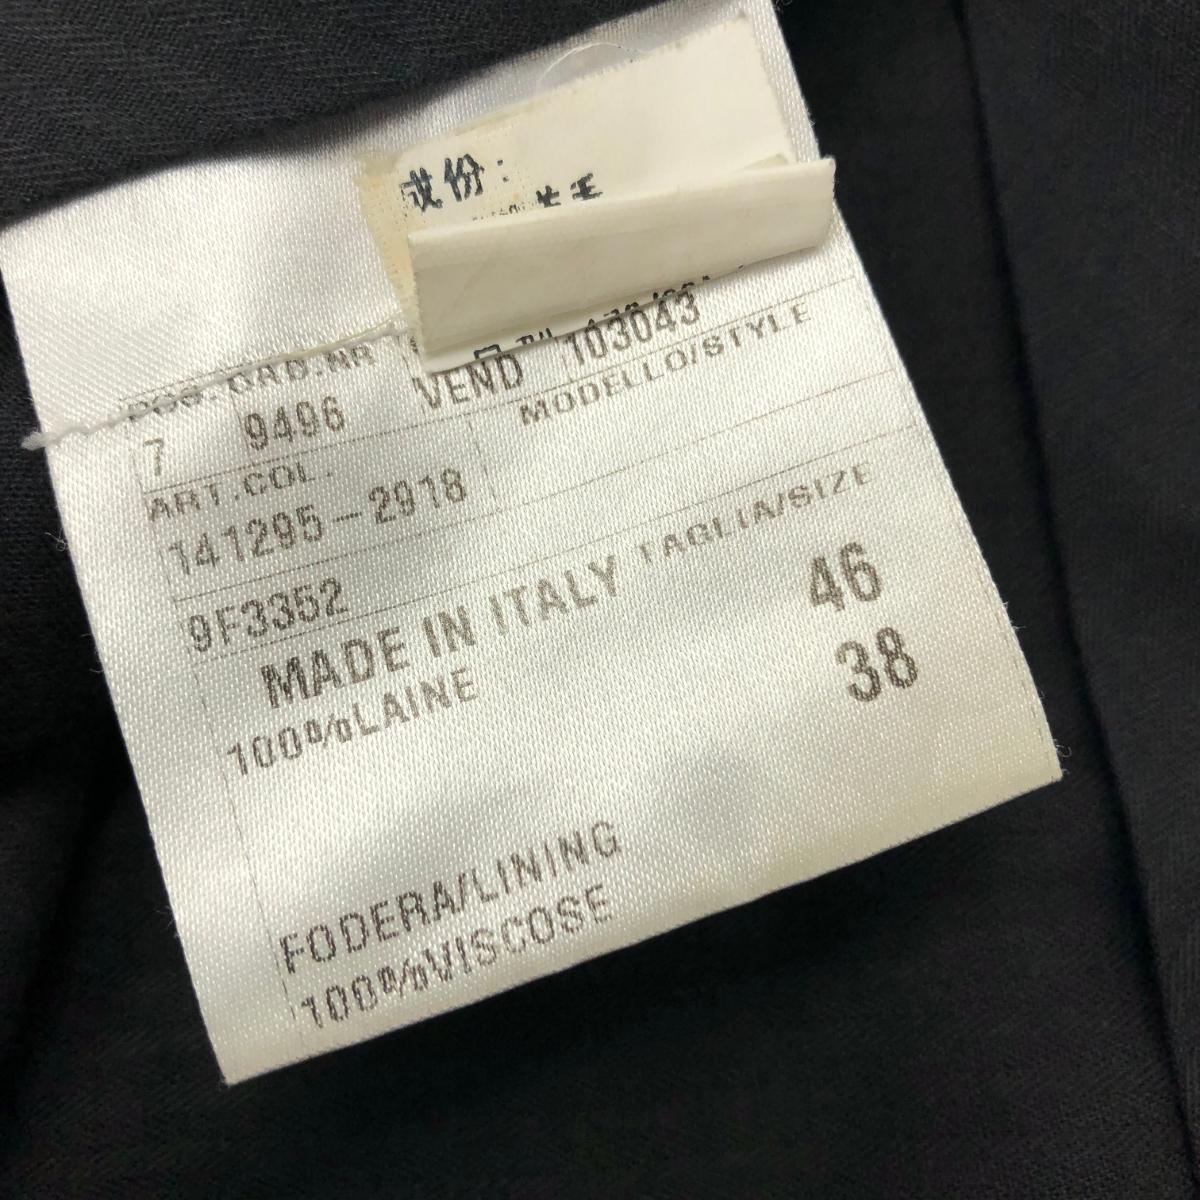 成份:
POS. CAB.NR
7 9496 VEND 103043
ART.COL. MODELLO/STYLE
141295-2918
9F3352 TAGLIA/SIZE
MADE IN ITALY 46
100%LAINE 38
FODERA/LINING
100%VISCOSE